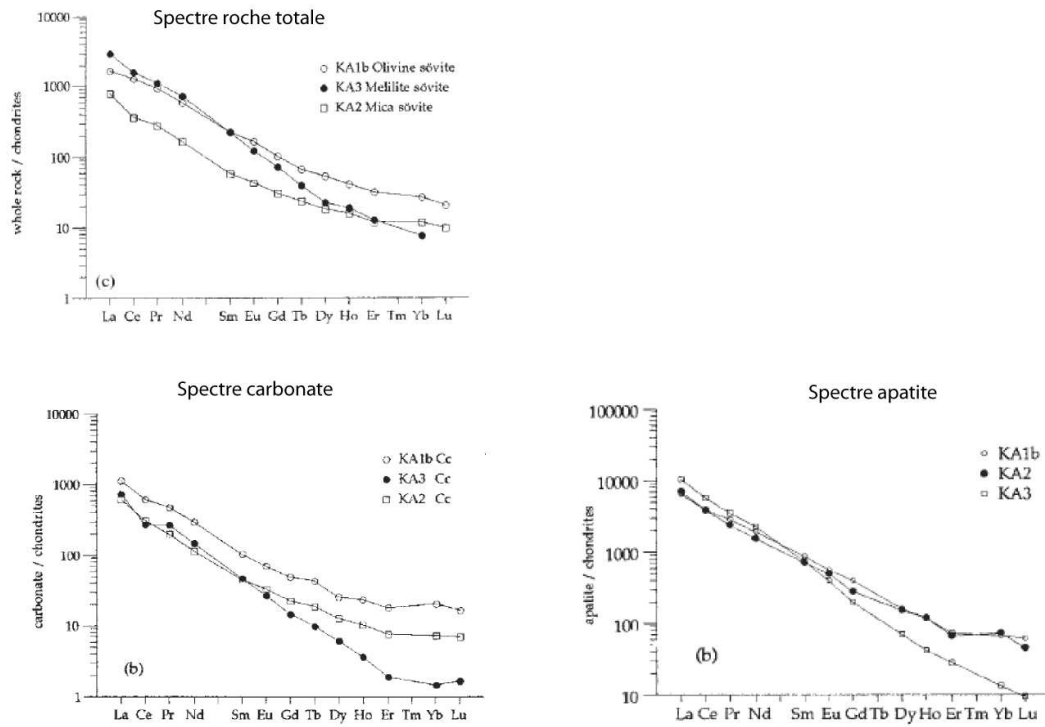 Spectre roche totale
10000
1000
100
10
1
whole rock / chondrites
KA1b Olivine sövite
KA3 Melilite sövite
KA2 Mica sövite
(c)
La Ce Pr Nd Sm Eu Gd Tb Dy Ho Er Tm Yb Lu
Spectre carbonate
10000
1000
100
10
1
carbonate / chondrites
KA1b Cc
KA3 Cc
KA2 Cc
(b)
La Ce Pr Nd Sm Eu Gd Tb Dy Ho Er Tm Yb Lu
Spectre apatite
100000
10000
1000
100
10
apatite / chondrites
KA1b
KA2
KA3
(b)
La Ce Pr Nd Sm Eu Gd Tb Dy Ho Er Tm Yb Lu